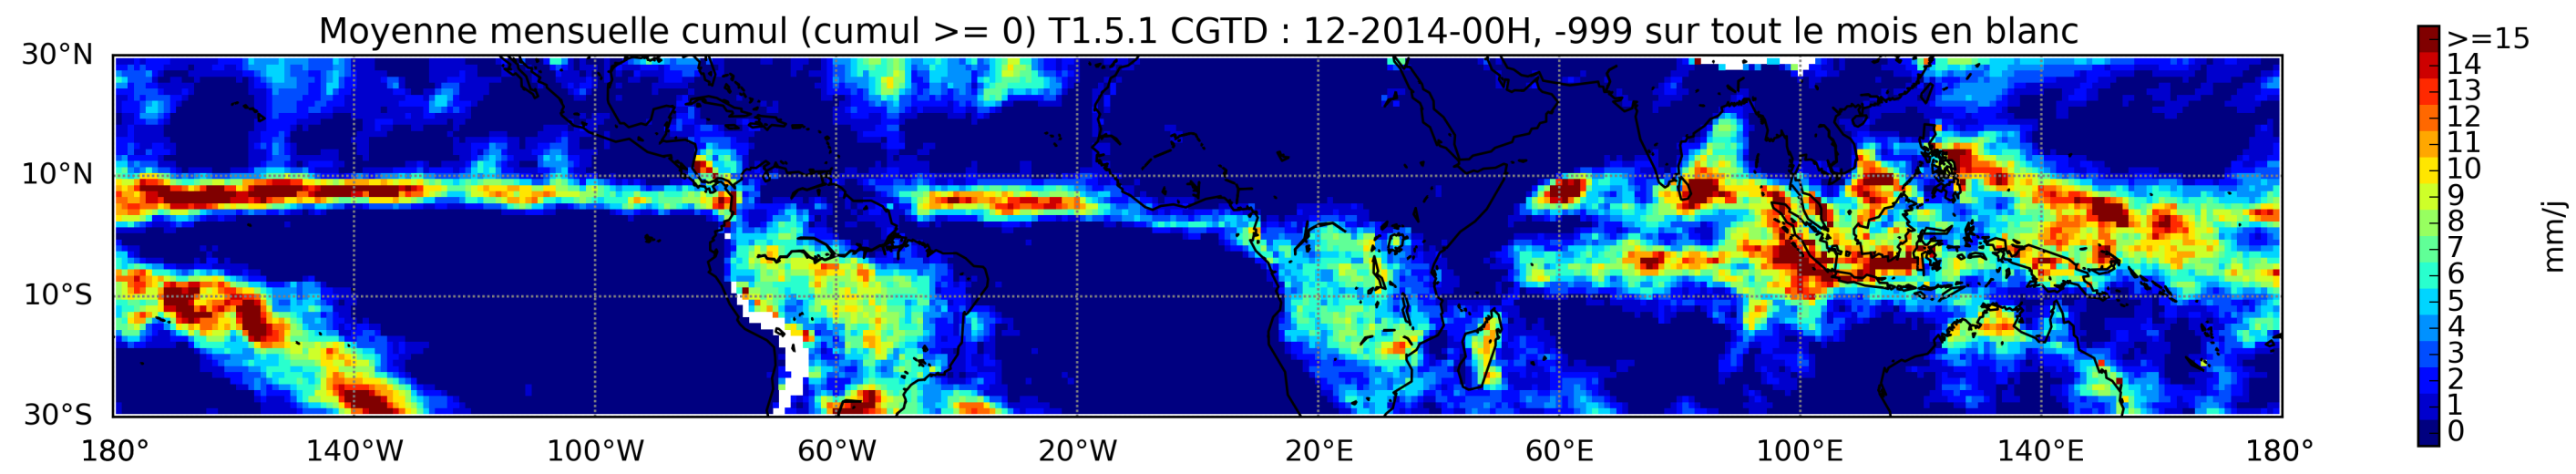 Moyenne mensuelle cumul (cumul >= 0) T1.5.1 CGTD : 12-2014-00H, -999 sur tout le mois en blanc
30°N
10°N
10°S
30°S
180°
140°W
100°W
60°W
20°W
20°E
60°E
100°E
140°E
180°
>=15
14
13
12
11
10
9
8
7
6
5
4
3
2
1
0
mm/j